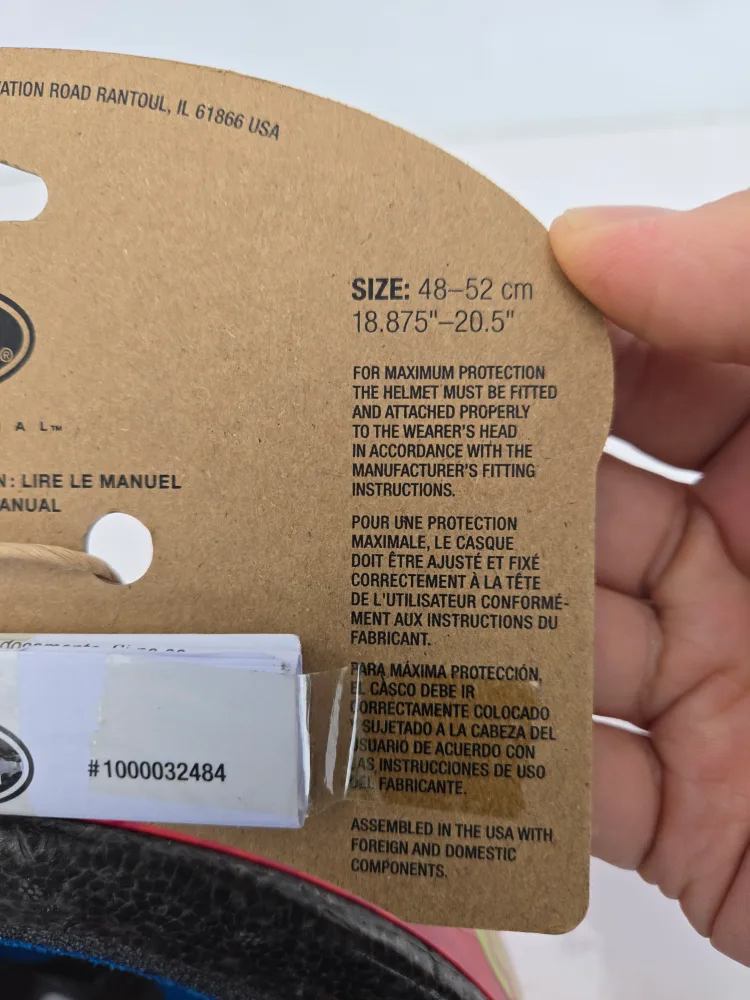 ATION ROAD RANTOUL, IL 61866 USA
®
A L™
N: LIRE LE MANUEL
ANUAL
#1000032484
SIZE: 48–52 cm
18.875"–20.5"
FOR MAXIMUM PROTECTION
THE HELMET MUST BE FITTED
AND ATTACHED PROPERLY
TO THE WEARER'S HEAD
IN ACCORDANCE WITH THE
MANUFACTURER'S FITTING
INSTRUCTIONS.
POUR UNE PROTECTION
MAXIMALE, LE CASQUE
DOIT ÊTRE AJUSTÉ ET FIXÉ
CORRECTEMENT À LA TÊTE
DE L'UTILISATEUR CONFORMÉ-
MENT AUX INSTRUCTIONS DU
FABRICANT.
PARA MÁXIMA PROTECCIÓN,
EL CASCO DEBE IR
CORRECTAMENTE COLOCADO
Y SUJETADO A LA CABEZA DEL
USUARIO DE ACUERDO CON
LAS INSTRUCCIONES DE USO
DEL FABRICANTE.
ASSEMBLED IN THE USA WITH
FOREIGN AND DOMESTIC
COMPONENTS.